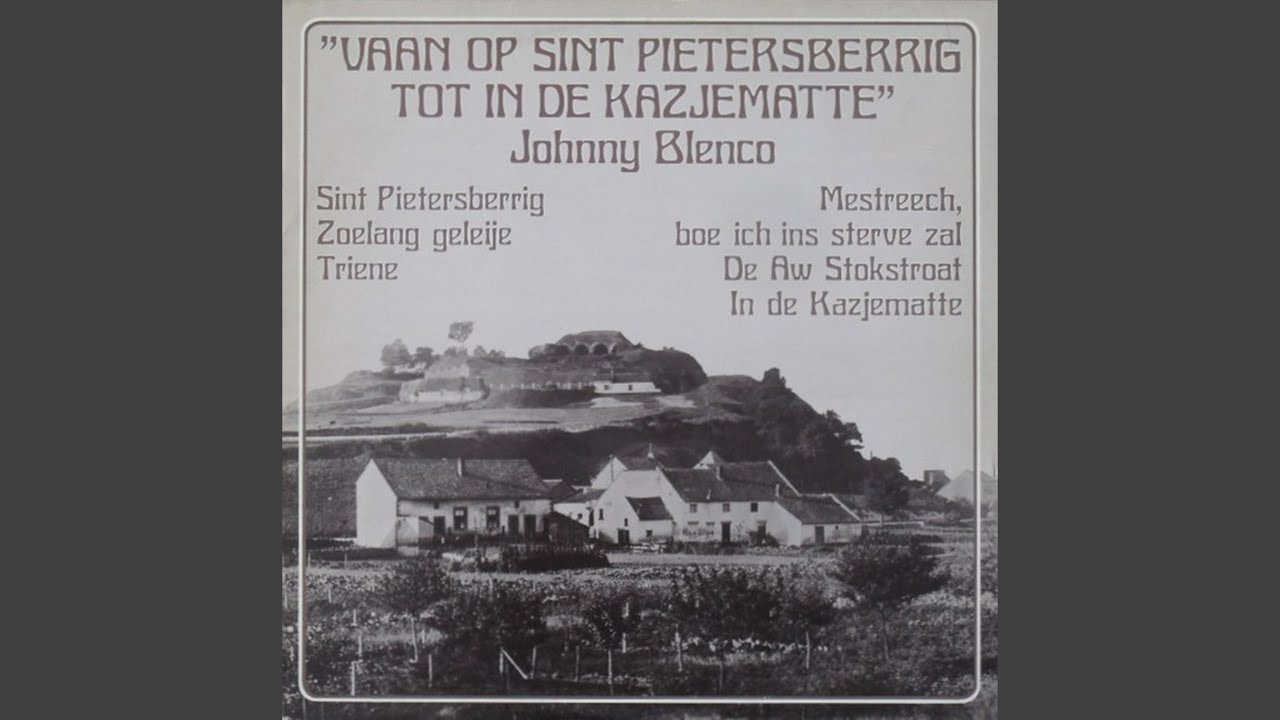 "VAAN OP SINT PIETERSBERRIG
TOT IN DE KAZJEMATTE"
Johnny Blenco
Sint Pietersberrig
Zoelang geleije
Triene
Mestreech,
boe ich ins sterve zal
De Aw Stokstroat
In de Kazjematte